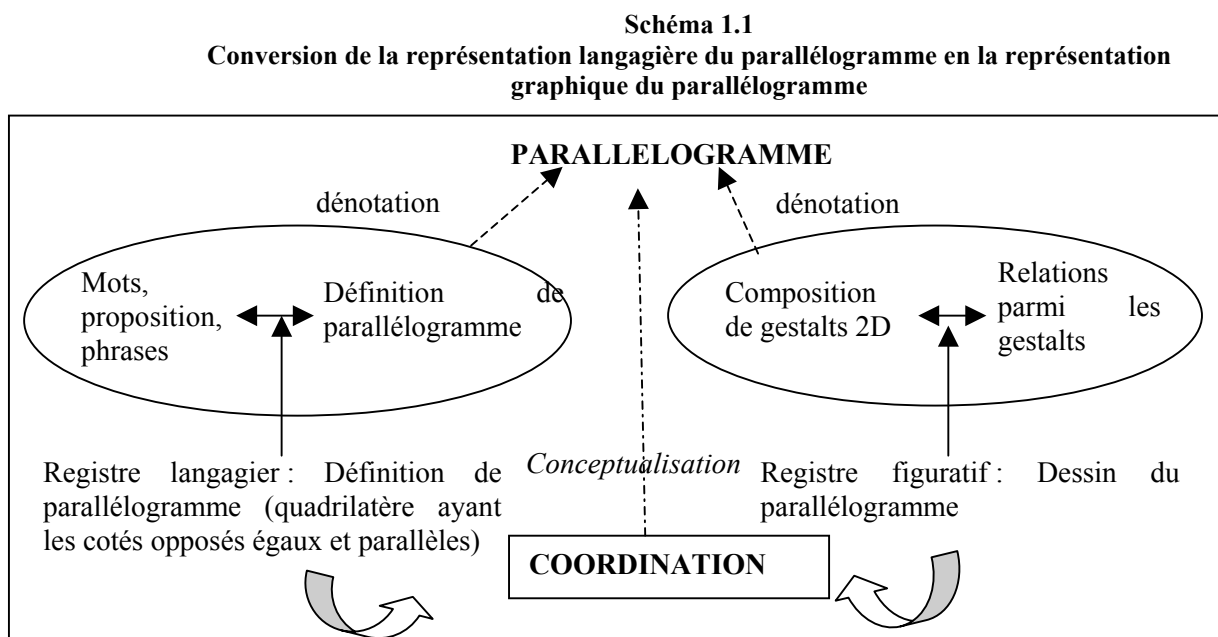 Schéma 1.1
Conversion de la représentation langagière du parallélogramme en la représentation
graphique du parallélogramme
PARALLELOGRAMME
dénotation
dénotation
Mots,
proposition,
phrases
Définition de
parallélogramme
Composition
de gestalts 2D
Relations
parmi les
gestalts
Registre langagier : Définition de
parallélogramme (quadrilatère ayant
les cotés opposés égaux et parallèles)
Conceptualisation
Registre figuratif : Dessin du
parallélogramme
COORDINATION